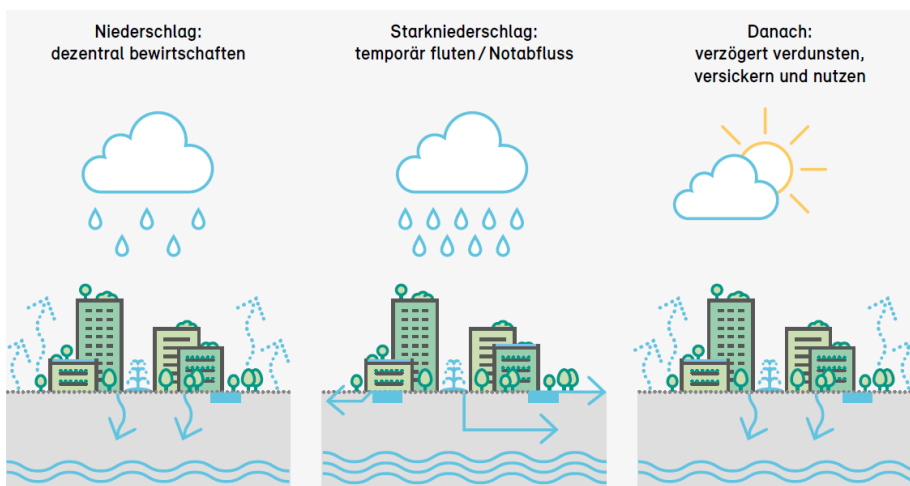 Niederschlag:
dezentral bewirtschaften
Starkniederschlag:
temporär fluten / Notabfluss
Danach:
verzögert verdunsten,
versickern und nutzen